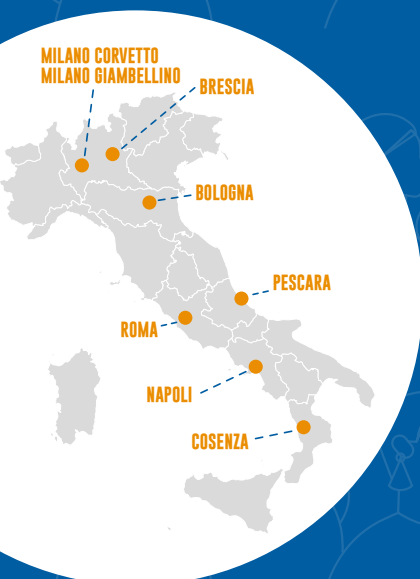 MILANO CORVETTO
MILANO GIAMBELLINO
BRESCIA
BOLOGNA
PESCARA
ROMA
NAPOLI
COSENZA